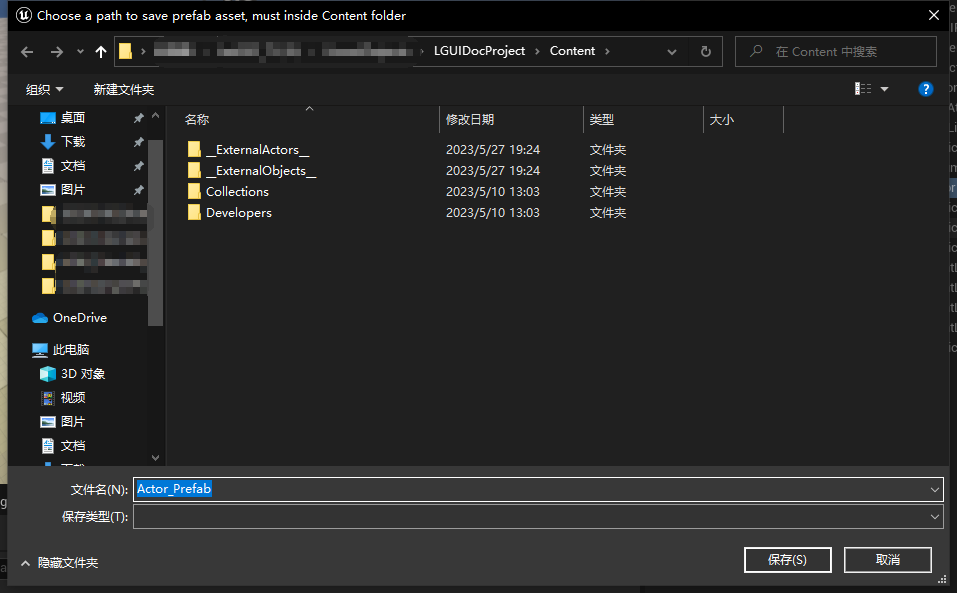 Choose a path to save prefab asset, must inside Content folder
LGUIDocProject Content 在 Content 中搜索
组织 新建文件夹
名称 修改日期 类型 大小
__ExternalActors__ 2023/5/27 19:24 文件夹
__ExternalObjects__ 2023/5/27 19:24 文件夹
Collections 2023/5/10 13:03 文件夹
Developers 2023/5/10 13:03 文件夹
桌面
下载
文档
图片
OneDrive
此电脑
3D 对象
视频
图片
文档
文件名(N): Actor_Prefab
保存类型(T):
隐藏文件夹 保存(S) 取消